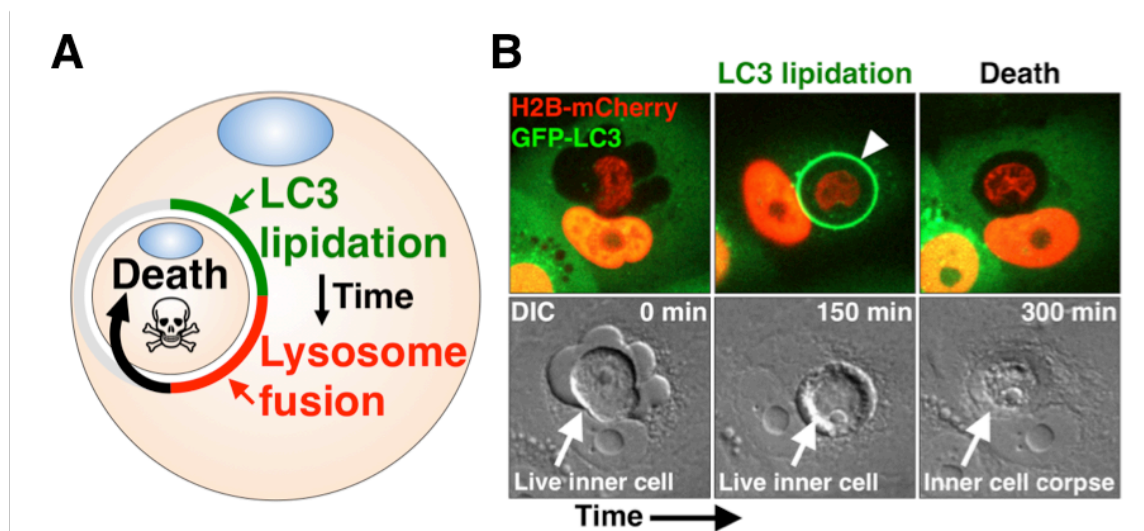 A
LC3
lipidation
Time
Death
Lysosome
fusion
B
LC3 lipidation
Death
H2B-mCherry
GFP-LC3
DIC
0 min
150 min
300 min
Live inner cell
Live inner cell
Inner cell corpse
Time